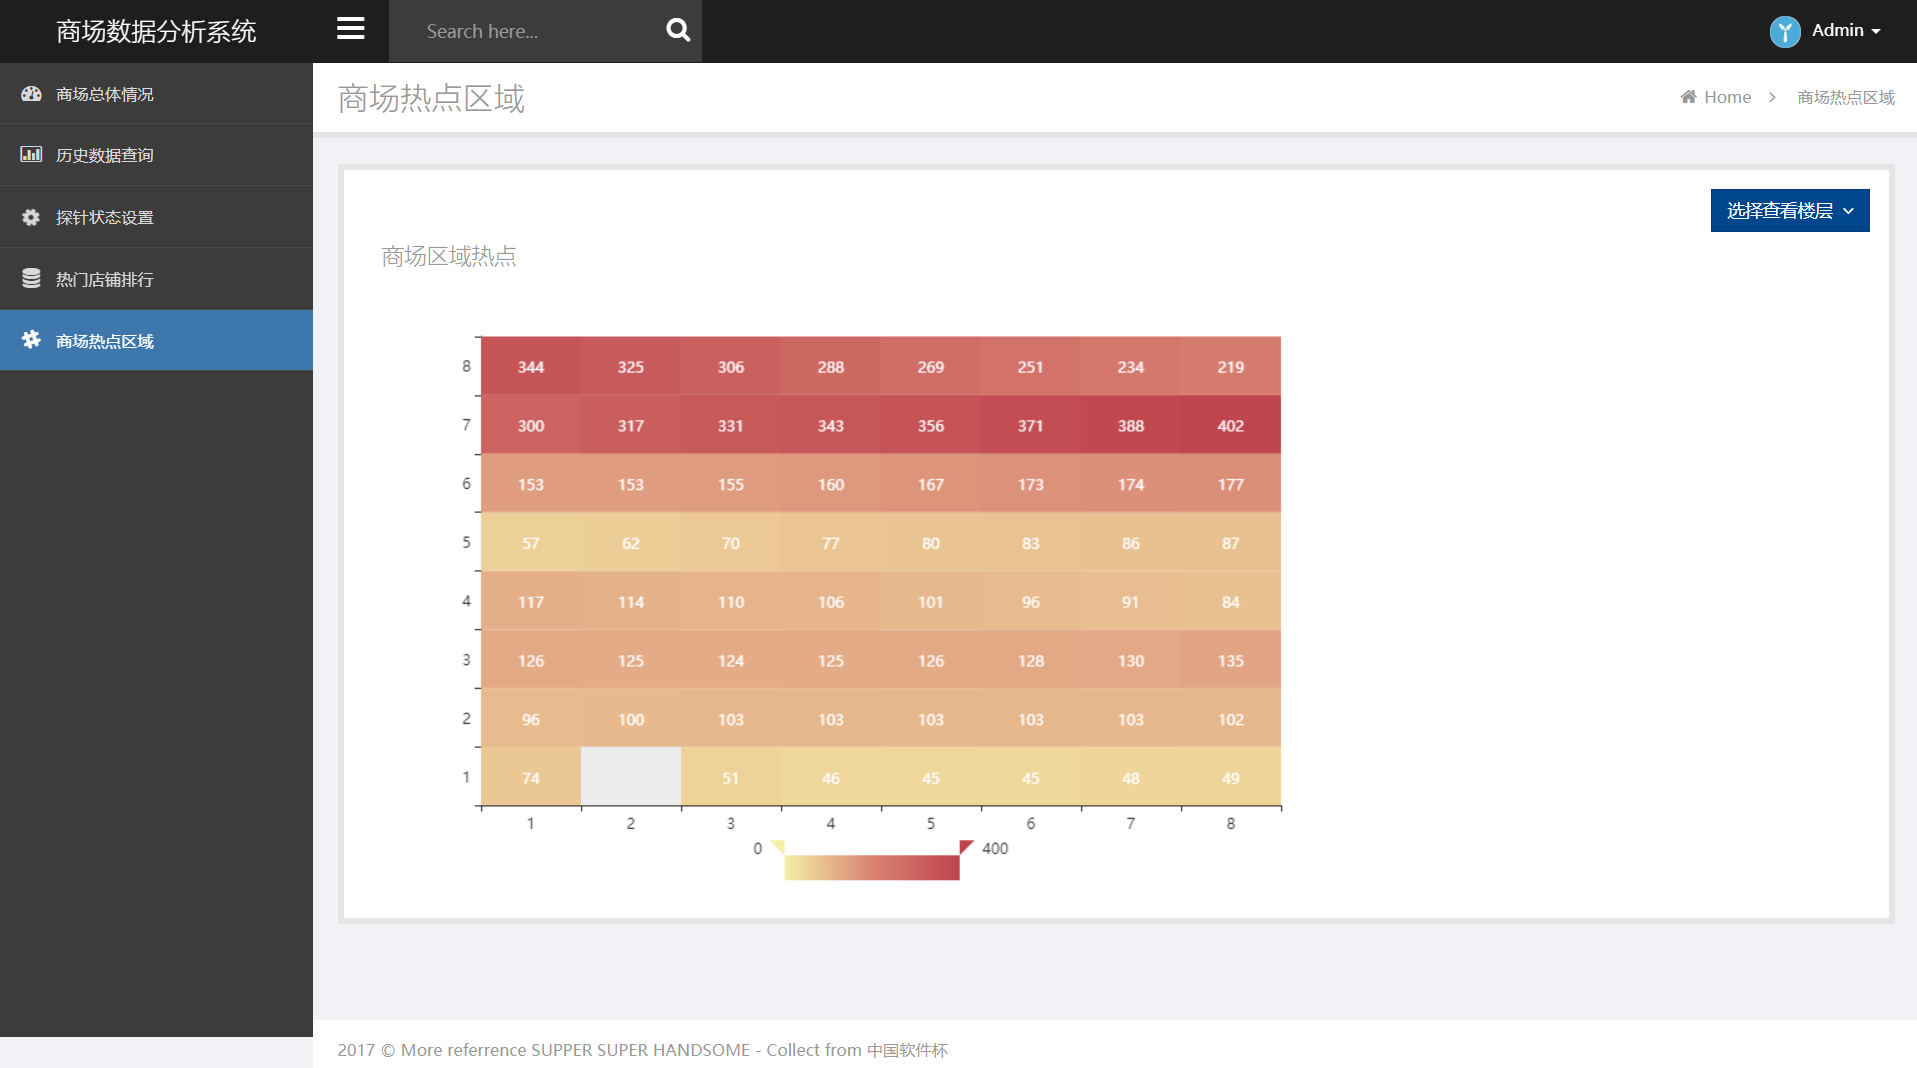 商场数据分析系统
Search here...
Admin
商场总体情况
历史数据查询
探针状态设置
热门店铺排行
商场热点区域
商场热点区域
Home
商场热点区域
选择查看楼层
商场区域热点
8 344 325 306 288 269 251 234 219
7 300 317 331 343 356 371 388 402
6 153 153 155 160 167 173 174 177
5 57 62 70 77 80 83 86 87
4 117 114 110 106 101 96 91 84
3 126 125 124 125 126 128 130 135
2 96 100 103 103 103 103 103 102
1 74 51 46 45 45 48 49
1 2 3 4 5 6 7 8
0 400
2017 © More referrence SUPPER SUPER HANDSOME - Collect from 中国软件杯